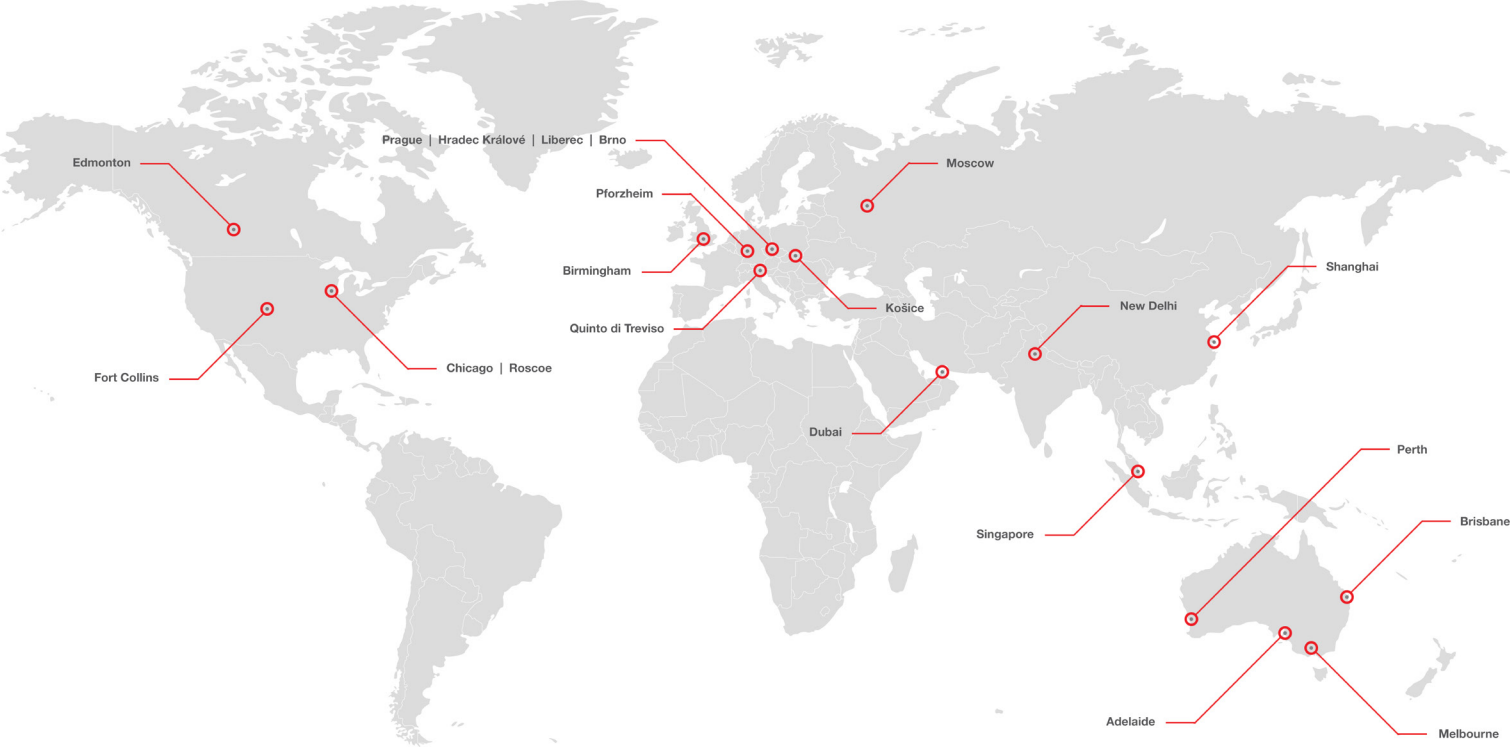 Prague | Hradec Králové | Liberec | Brno
Edmonton
Moscow
Pforzheim
Birmingham
Shanghai
New Delhi
Košice
Quinto di Treviso
Chicago | Roscoe
Fort Collins
Dubai
Perth
Brisbane
Singapore
Adelaide
Melbourne